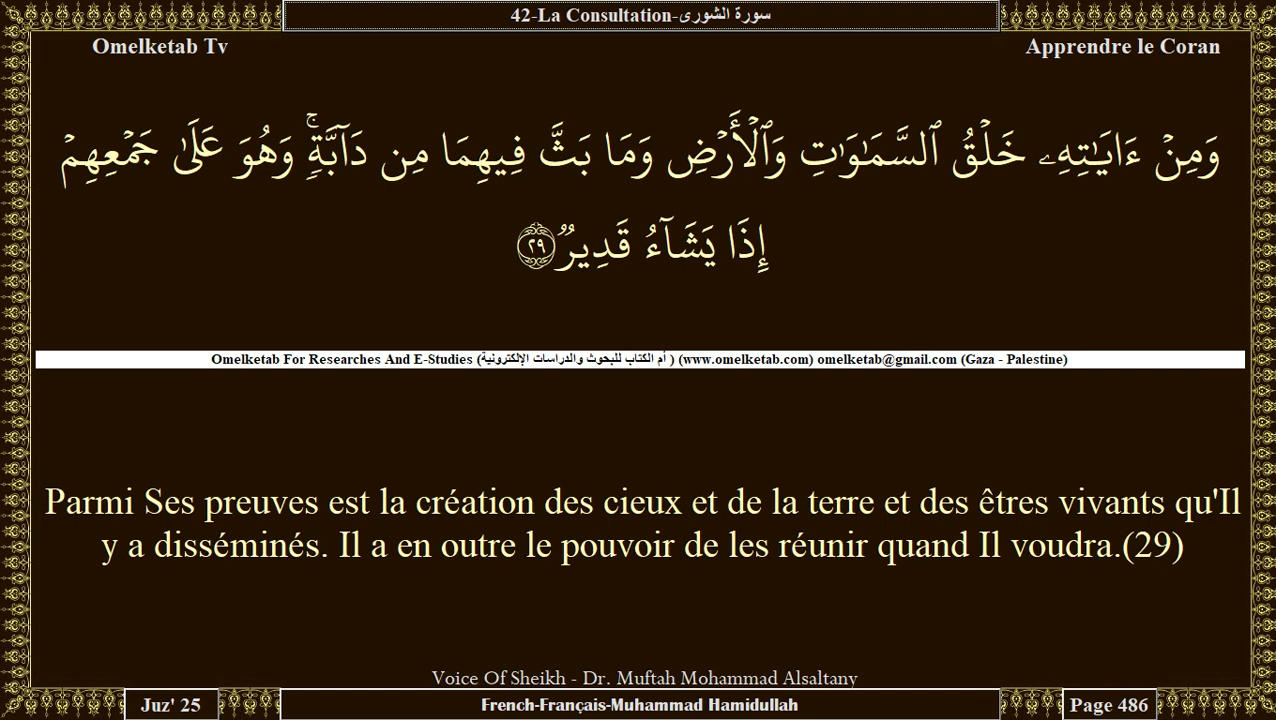 42-La Consultation-سورة الشورى
Omelketab Tv
Apprendre le Coran
وَمِنْ ءَايَـٰتِهِۦ خَلْقُ ٱلسَّمَـٰوَٰتِ وَٱلْأَرْضِ وَمَا بَثَّ فِيهِمَا مِن دَآبَّةٍۢ ۚ وَهُوَ عَلَىٰ جَمْعِهِمْ
إِذَا يَشَآءُ قَدِيرٌۭ ٢٩
Omelketab For Researches And E-Studies (أم الكتاب للبحوث والدراسات الإلكترونية ) (www.omelketab.com) omelketab@gmail.com (Gaza - Palestine)
Parmi Ses preuves est la création des cieux et de la terre et des êtres vivants qu'Il
y a disséminés. Il a en outre le pouvoir de les réunir quand Il voudra.(29)
Voice Of Sheikh - Dr. Muftah Mohammad Alsaltany
Juz' 25
French-Français-Muhammad Hamidullah
Page 486